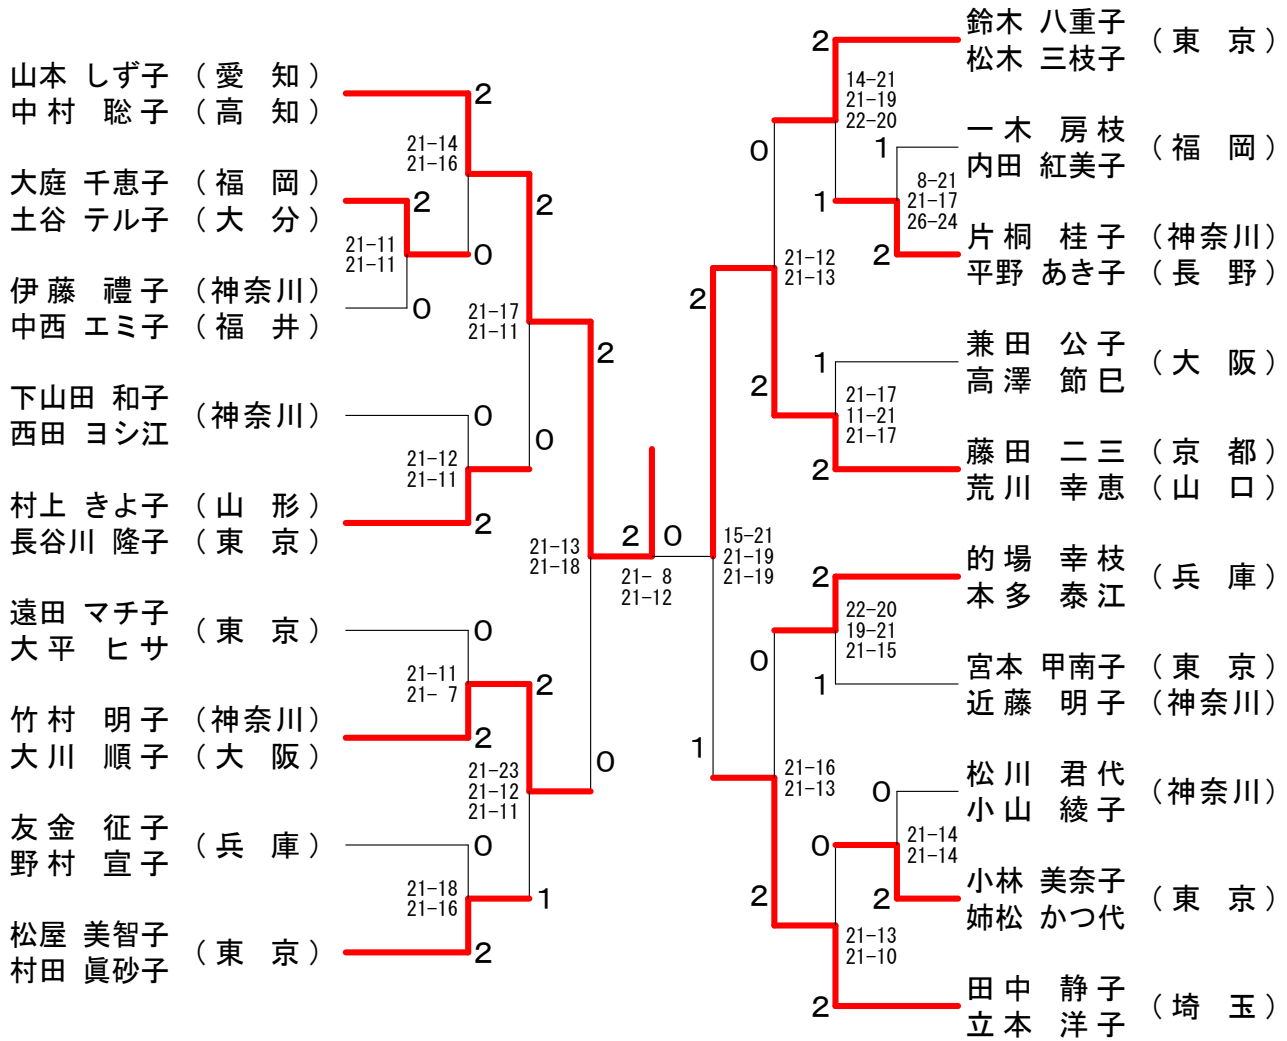 山本 しず子 （愛 知）
中村 聡子 （高知）
2
21-14
21-16
大庭 千恵子 （福 岡）
土谷 テル子 （大 分）
2
2
21-11
21-11
0
伊藤 禮子 （神奈川）
中西 エミ子 （福 井）
0
21-17
21-11
2
下山田 和子
西田 ヨシ江
（神奈川）
0
0
21-12
21-11
村上 きよ子 （山 形）
長谷川 隆子 （東 京）
2
21-13
21-18
2 0
21- 8
21-12
遠田 マチ子
大平 ヒサ
（東 京）
0
21-11
21- 7
2
竹村 明子 （神奈川）
大川 順子 （大 阪）
2
0
21-23
21-12
21-11
友金 征子
野村 宣子
（兵 庫）
0
21-18
21-16
1
松屋 美智子
村田 眞砂子
（東 京）
2
2
鈴木 八重子
松木 三枝子
（東 京）
14-21
21-19
22-20
0
1
一木 房枝
内田 紅美子
（福 岡）
8-21
21-17
26-24
1
2
片桐 桂子 （神奈川）
平野 あき子 （長 野）
21-12
21-13
2
1
兼田 公子
高澤 節巳
（大 阪）
2
21-17
11-21
21-17
2
藤田 二三 （京 都）
荒川 幸恵 （山 口）
15-21
21-19
21-19
2
的場 幸枝
本多 泰江
（兵 庫）
22-20
19-21
21-15
0
1
宮本 甲南子 （東 京）
近藤 明子 （神奈川）
1
21-16
21-13
0
松川 君代
小山 綾子
（神奈川）
21-14
21-14
0
2
2
小林 美奈子
姉松 かつ代
（東 京）
21-13
21-10
2
田中 静子
立本 洋子
（埼 玉）